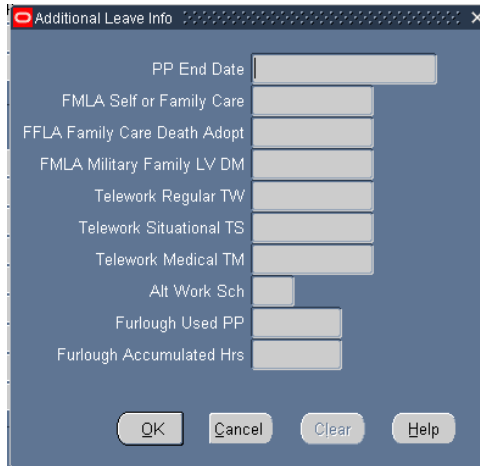 Additional Leave Info
PP End Date
FMLA Self or Family Care
FFLA Family Care Death Adopt
FMLA Military Family LV DM
Telework Regular TW
Telework Situational TS
Telework Medical TM
Alt Work Sch
Furlough Used PP
Furlough Accumulated Hrs
OK Cancel Clear Help